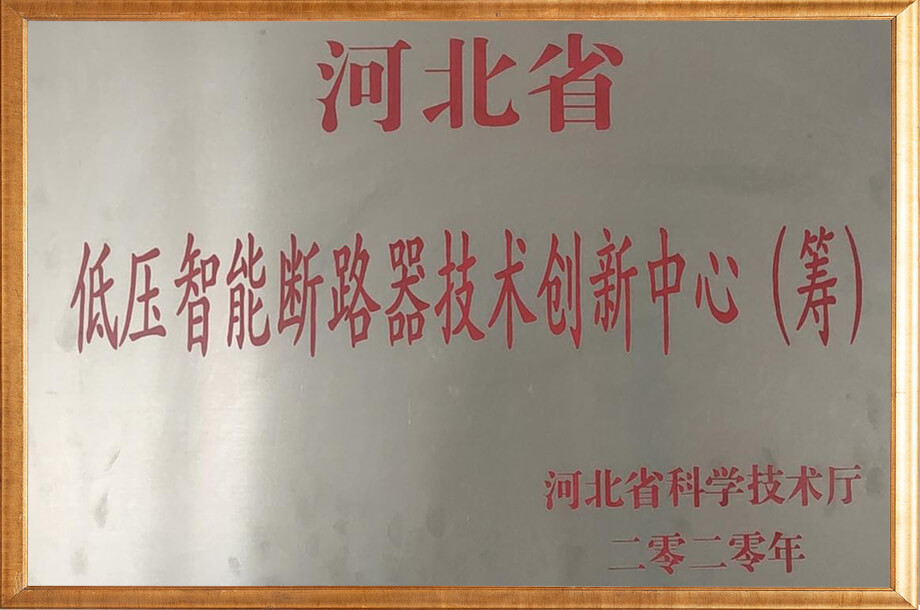 河北省
低压智能断路器技术创新中心（筹）
河北省科学技术厅
二零二零年